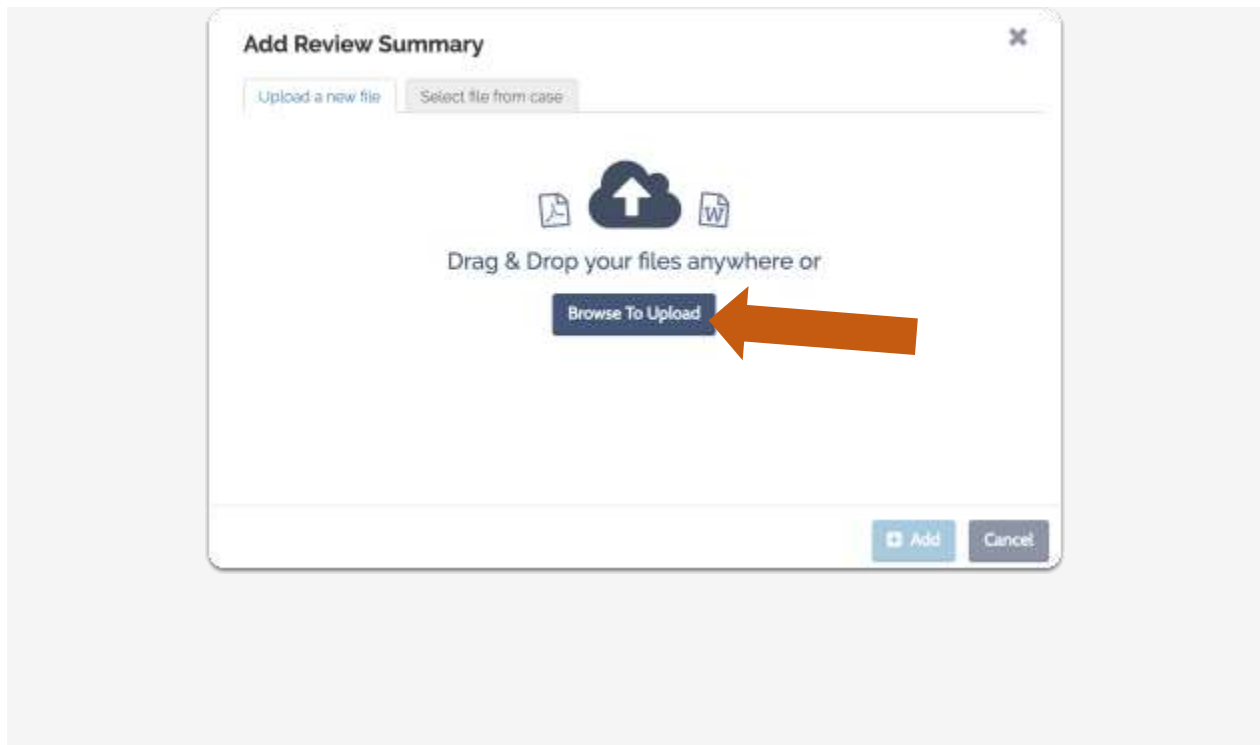 Add Review Summary
Upload a new file
Select file from case
W
Drag & Drop your files anywhere or
Browse To Upload
Add
Cancel